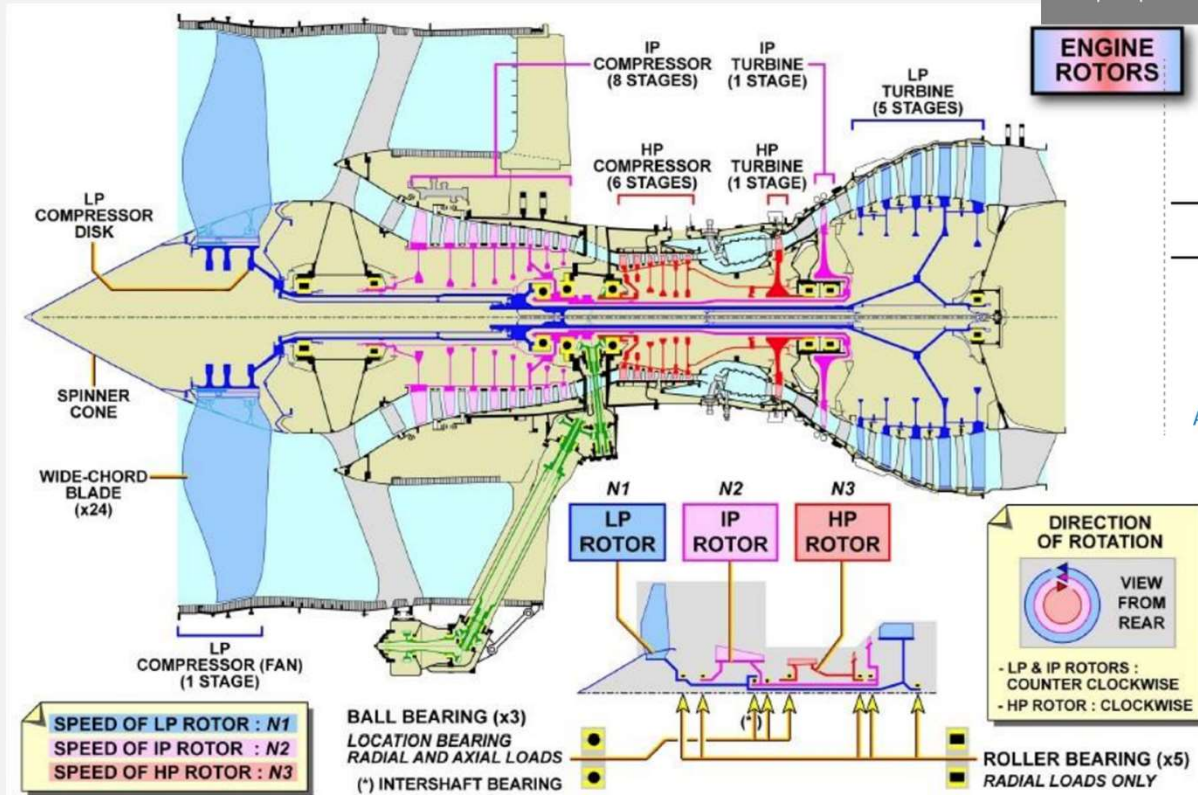 ENGINE
ROTORS
IP
COMPRESSOR
(8 STAGES)
IP
TURBINE
(1 STAGE)
LP
TURBINE
(5 STAGES)
HP
COMPRESSOR
(6 STAGES)
HP
TURBINE
(1 STAGE)
LP
COMPRESSOR
DISK
SPINNER
CONE
WIDE-CHORD
BLADE
(x24)
LP
COMPRESSOR (FAN)
(1 STAGE)
N1
LP
ROTOR
N2
IP
ROTOR
N3
HP
ROTOR
DIRECTION
OF ROTATION
VIEW
FROM
REAR
- LP & IP ROTORS :
COUNTER CLOCKWISE
- HP ROTOR : CLOCKWISE
SPEED OF LP ROTOR : N1
SPEED OF IP ROTOR : N2
SPEED OF HP ROTOR : N3
BALL BEARING (x3)
LOCATION BEARING
RADIAL AND AXIAL LOADS
(*) INTERSHAFT BEARING
(*)
ROLLER BEARING (x5)
RADIAL LOADS ONLY